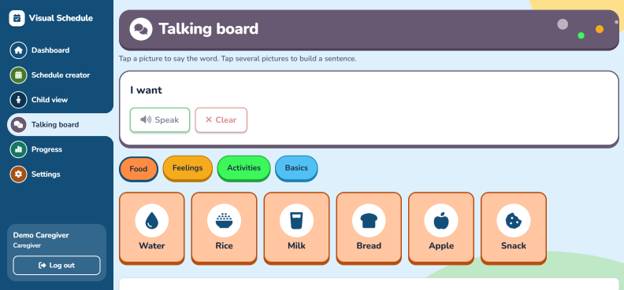 Visual Schedule
Dashboard
Schedule creator
Child view
Talking board
Progress
Settings
Demo Caregiver
Caregiver
Log out
Talking board
Tap a picture to say the word. Tap several pictures to build a sentence.
I want
Speak
Clear
Food Feelings Activities Basics
Water Rice Milk Bread Apple Snack